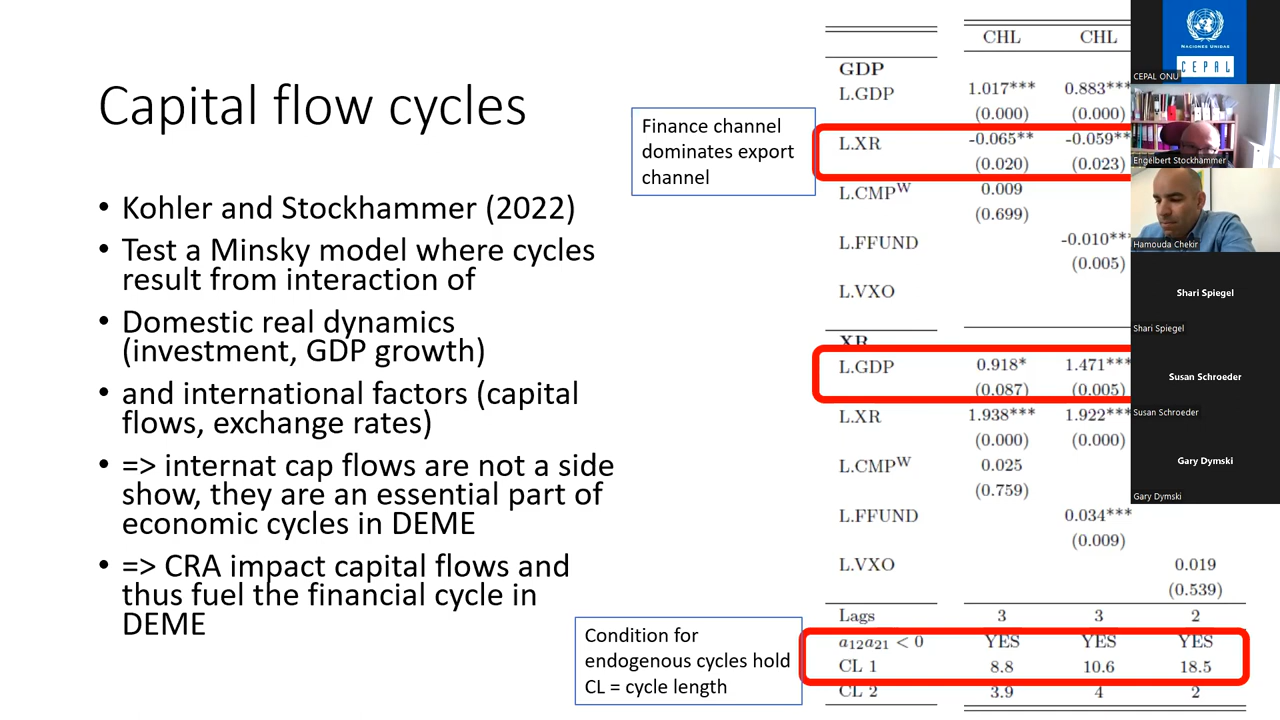 Capital flow cycles
• Kohler and Stockhammer (2022)
• Test a Minsky model where cycles
result from interaction of
• Domestic real dynamics
(investment, GDP growth)
• and international factors (capital
flows, exchange rates)
• => internat cap flows are not a side
show, they are an essential part of
economic cycles in DEME
• => CRA impact capital flows and
thus fuel the financial cycle in
DEME
Finance channel
dominates export
channel
Condition for
endogenous cycles hold
CL = cycle length
CHL CHL
GDP
L.GDP 1.017*** 0.883***
(0.000) (0.000)
L.XR -0.065** -0.059**
(0.020) (0.023)
L.CMPᵂ 0.009
(0.699)
L.FFUND -0.010**
(0.005)
L.VXO
XR
L.GDP 0.918* 1.471***
(0.087) (0.005)
L.XR 1.938*** 1.922***
(0.000) (0.000)
L.CMPᵂ 0.025
(0.759)
L.FFUND 0.034***
(0.009)
L.VXO 0.019
(0.539)
Lags 3 3 2
a₁₂a₂₁ < 0 YES YES YES
CL 1 8.8 10.6 18.5
CL 2 3.9 4 2
NACIONES UNIDAS
CEPAL
CEPAL ONU
Engelbert Stockhammer
Hamouda Chekir
Shari Spiegel
Shari Spiegel
Susan Schroeder
Susan Schroeder
Gary Dymski
Gary Dymski